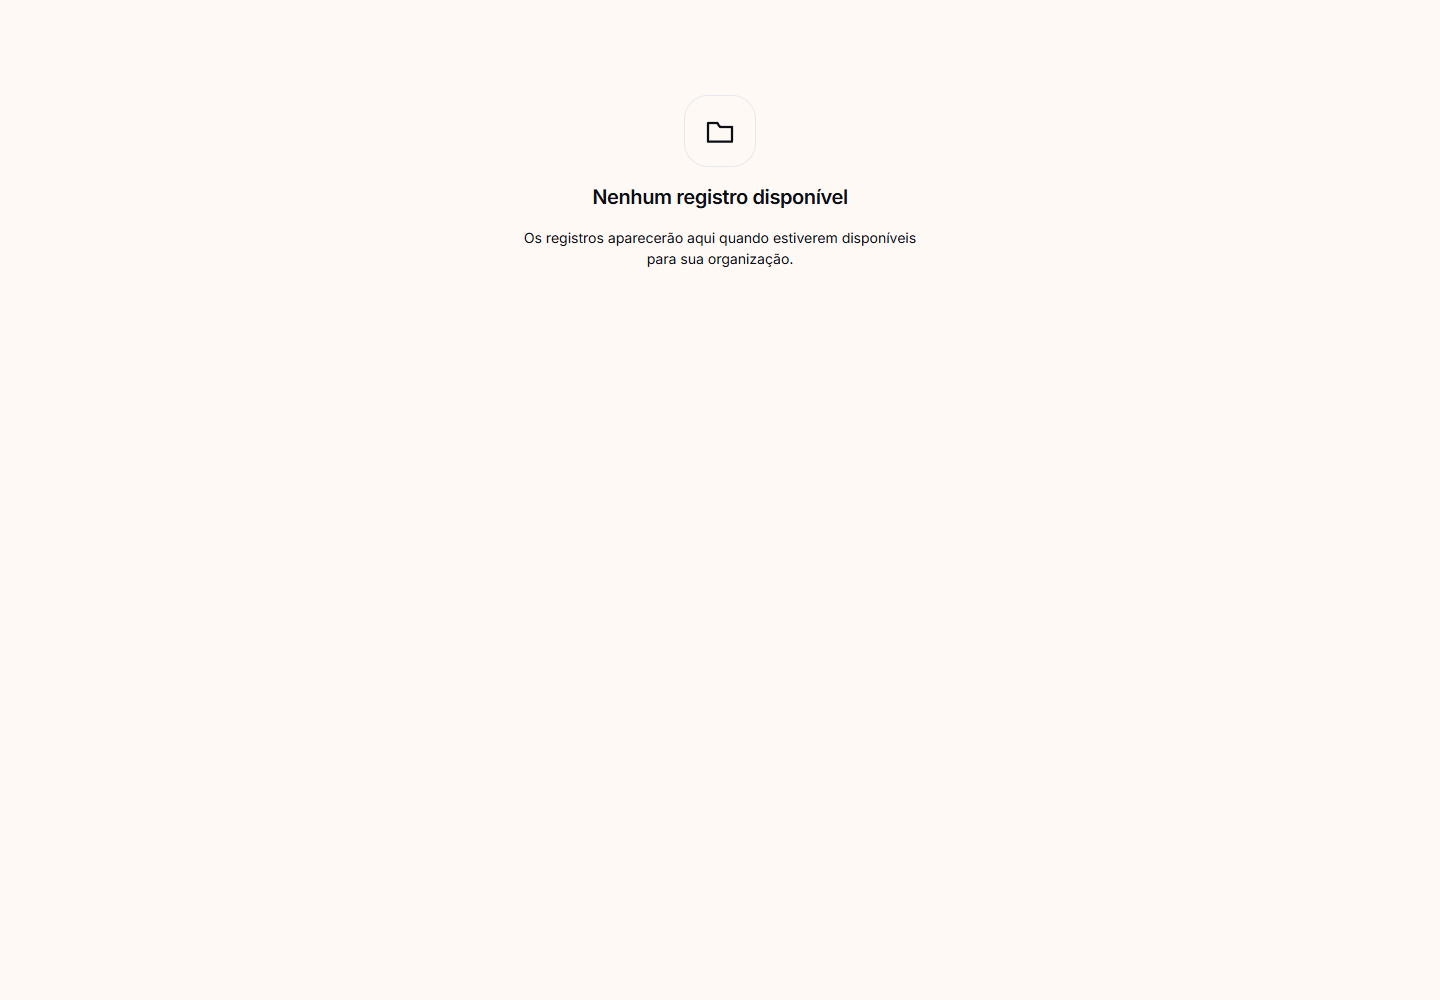 Nenhum registro disponível
Os registros aparecerão aqui quando estiverem disponíveis
para sua organização.